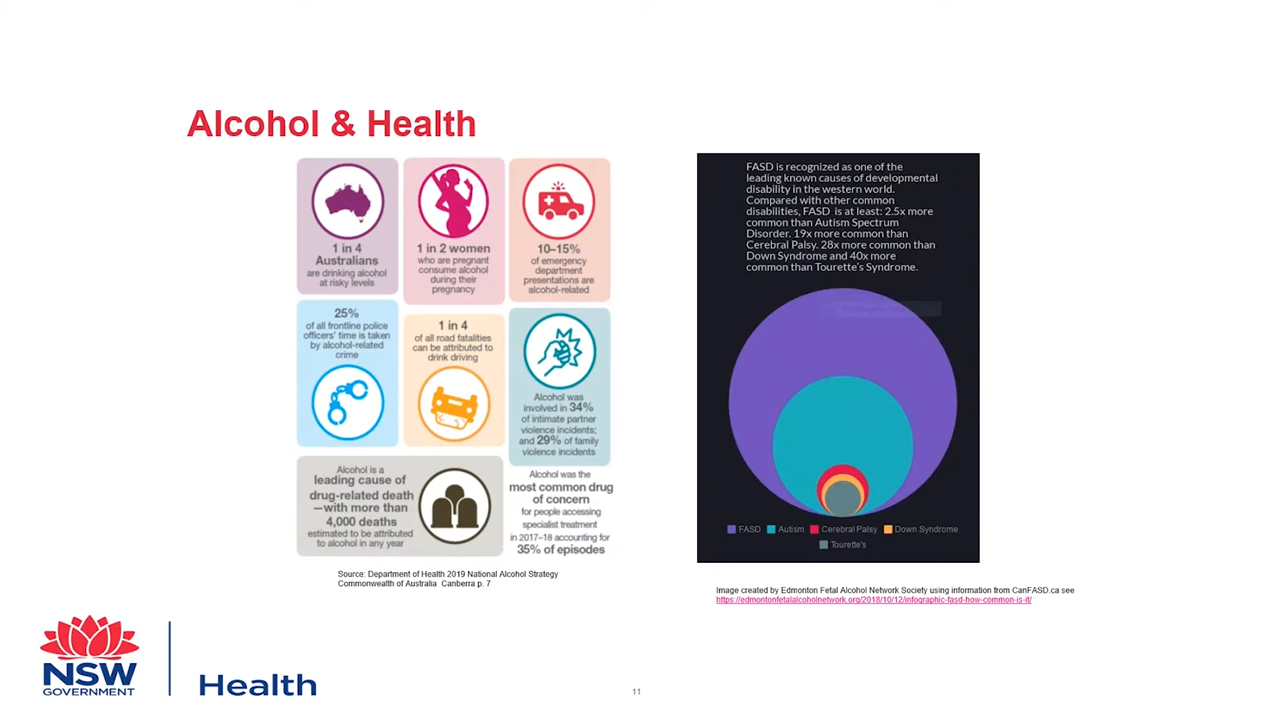 Alcohol & Health
1 in 4
Australians
are drinking alcohol
at risky levels
1 in 2 women
who are pregnant
consume alcohol
during their
pregnancy
10–15%
of emergency
department
presentations are
alcohol-related
25%
of all frontline police
officers' time is taken
by alcohol-related
crime
1 in 4
of all road fatalities
can be attributed to
drink driving
Alcohol was
involved in 34%
of intimate partner
violence incidents;
and 29% of family
violence incidents
Alcohol is a
leading cause of
drug-related death
—with more than
4,000 deaths
estimated to be attributed
to alcohol in any year
Alcohol was the
most common drug
of concern
for people accessing
specialist treatment
in 2017–18 accounting for
35% of episodes
Source: Department of Health 2019 National Alcohol Strategy
Commonwealth of Australia Canberra p. 7
FASD is recognized as one of the
leading known causes of developmental
disability in the western world.
Compared with other common
disabilities, FASD is at least: 2.5x more
common than Autism Spectrum
Disorder. 19x more common than
Cerebral Palsy. 28x more common than
Down Syndrome and 40x more
common than Tourette's Syndrome.
FASD Autism Cerebral Palsy Down Syndrome
Tourette's
Image created by Edmonton Fetal Alcohol Network Society using information from CanFASD.ca see
https://edmontonfetalalcoholnetwork.org/2018/10/12/infographic-fasd-how-common-is-it/
NSW
GOVERNMENT
Health
11